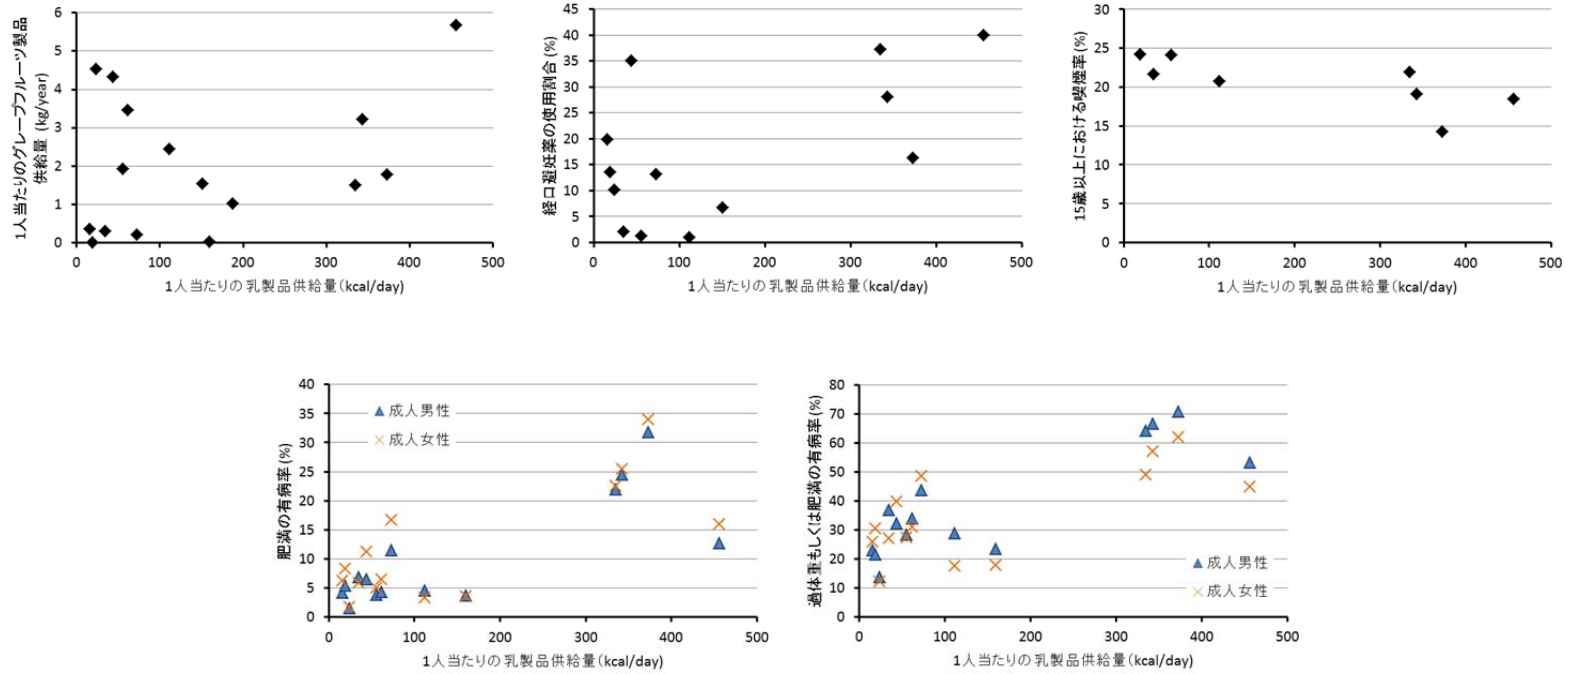 1人当たりのグレープフルーツ製品
供給量 (kg/year)
6
5
4
3
2
1
0
0 100 200 300 400 500
1人当たりの乳製品供給量(kcal/day)
経口避妊薬の使用割合(%)
45
40
35
30
25
20
15
10
5
0
0 100 200 300 400 500
1人当たりの乳製品供給量(kcal/day)
15歳以上における喫煙率(%)
30
25
20
15
10
5
0
0 100 200 300 400 500
1人当たりの乳製品供給量(kcal/day)
肥満の有病率(%)
40
35
30
25
20
15
10
5
0
成人男性
成人女性
0 100 200 300 400 500
1人当たりの乳製品供給量(kcal/day)
過体重もしくは肥満の有病率(%)
80
70
60
50
40
30
20
10
0
成人男性
成人女性
0 100 200 300 400 500
1人当たりの乳製品供給量(kcal/day)